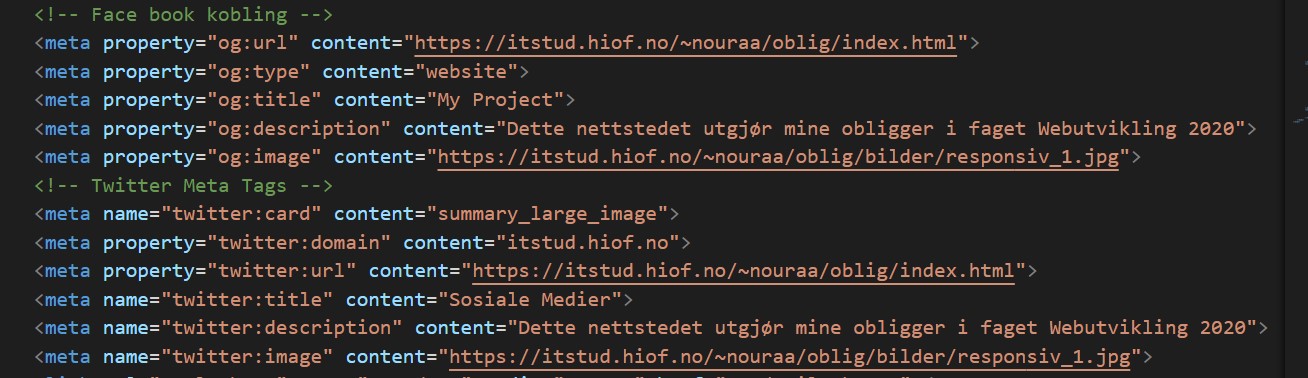 <!-- Face book kobling -->
<meta property="og:url" content="https://itstud.hiof.no/~nouraa/oblig/index.html">
<meta property="og:type" content="website">
<meta property="og:title" content="My Project">
<meta property="og:description" content="Dette nettstedet utgjør mine obligger i faget Webutvikling 2020">
<meta property="og:image" content="https://itstud.hiof.no/~nouraa/oblig/bilder/responsiv_1.jpg">
<!-- Twitter Meta Tags -->
<meta name="twitter:card" content="summary_large_image">
<meta property="twitter:domain" content="itstud.hiof.no">
<meta property="twitter:url" content="https://itstud.hiof.no/~nouraa/oblig/index.html">
<meta name="twitter:title" content="Sosiale Medier">
<meta name="twitter:description" content="Dette nettstedet utgjør mine obligger i faget Webutvikling 2020">
<meta name="twitter:image" content="https://itstud.hiof.no/~nouraa/oblig/bilder/responsiv_1.jpg">